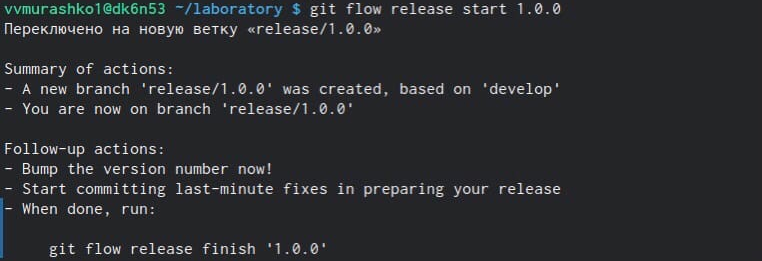 vvmurashko1@dk6n53 ~/laboratory $ git flow release start 1.0.0
Переключено на новую ветку «release/1.0.0»
Summary of actions:
- A new branch 'release/1.0.0' was created, based on 'develop'
- You are now on branch 'release/1.0.0'
Follow-up actions:
- Bump the version number now!
- Start committing last-minute fixes in preparing your release
- When done, run:
git flow release finish '1.0.0'